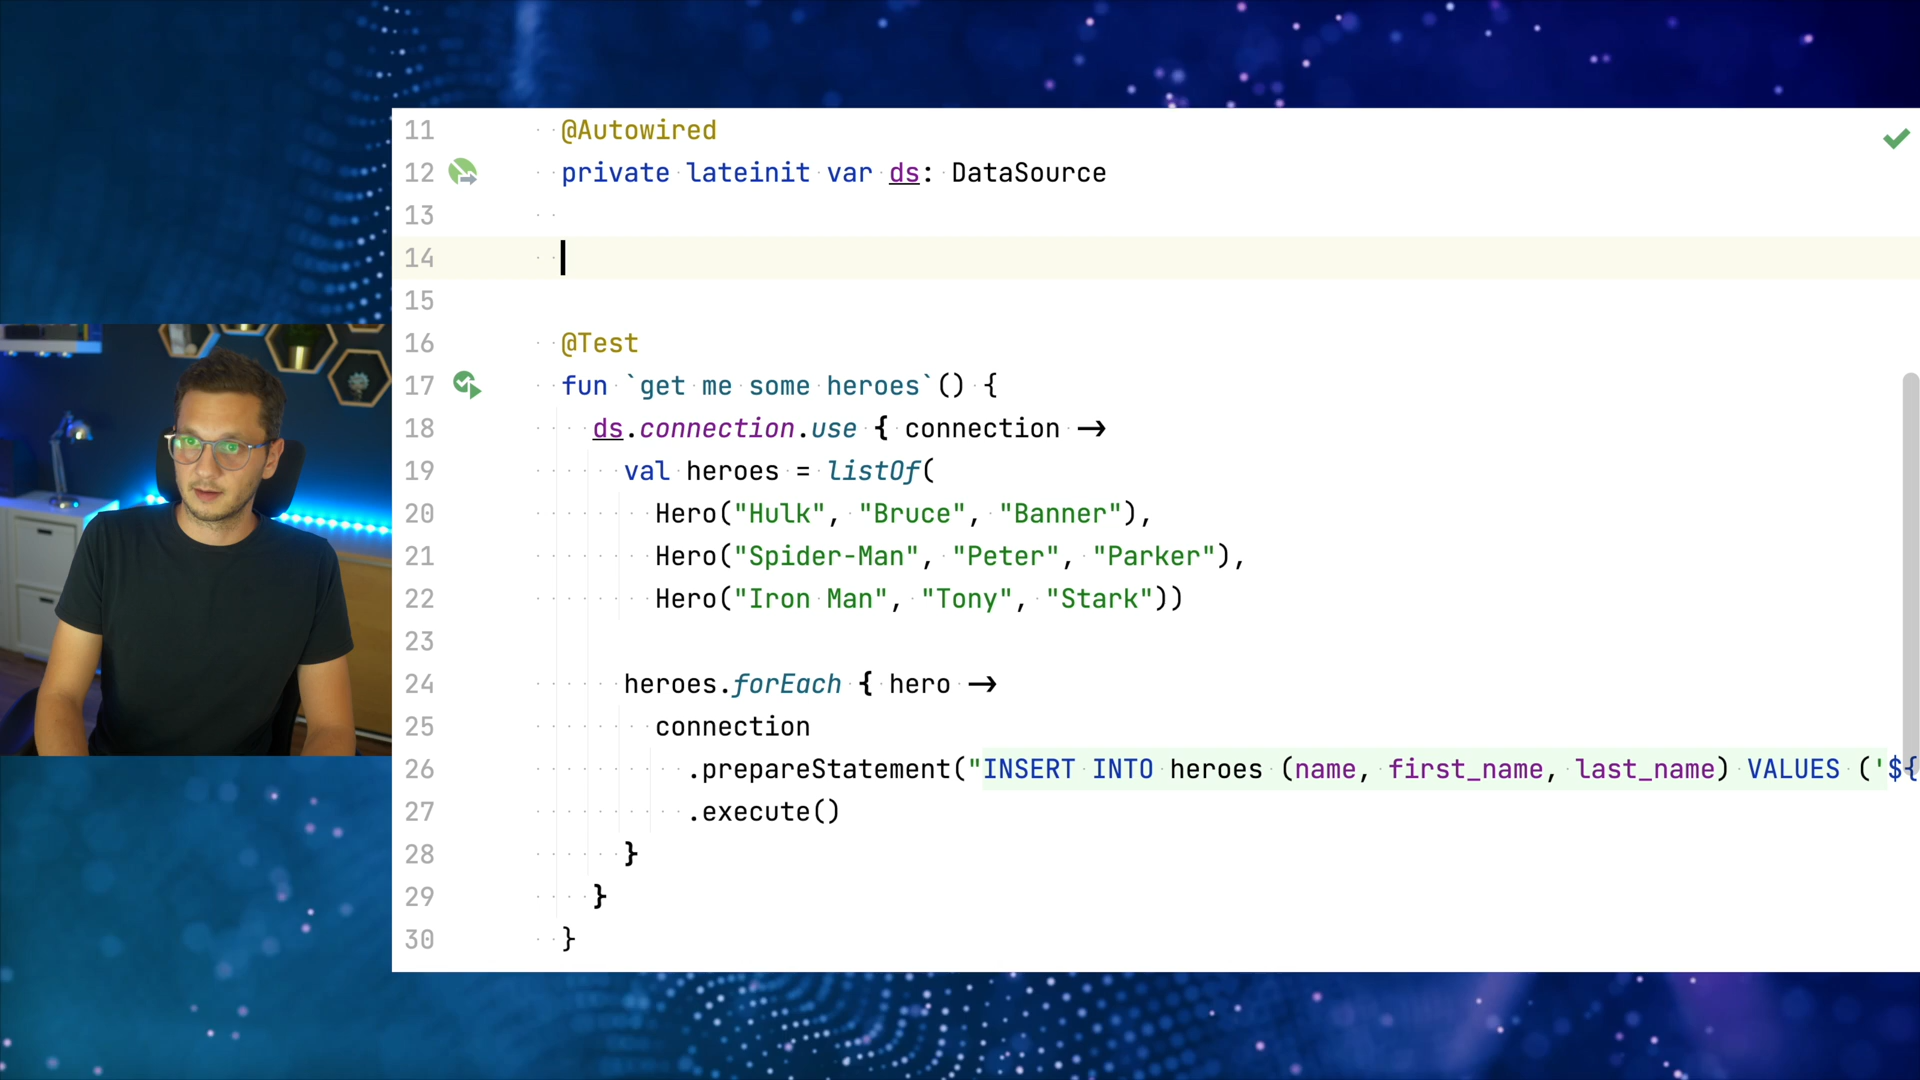 11 @Autowired
12 private lateinit var ds: DataSource
13
14
15
16 @Test
17 fun `get me some heroes`() {
18 ds.connection.use { connection →
19 val heroes = listOf(
20 Hero("Hulk", "Bruce", "Banner"),
21 Hero("Spider-Man", "Peter", "Parker"),
22 Hero("Iron Man", "Tony", "Stark"))
23
24 heroes.forEach { hero →
25 connection
26 .prepareStatement("INSERT INTO heroes (name, first_name, last_name) VALUES ('${
27 .execute()
28 }
29 }
30 }